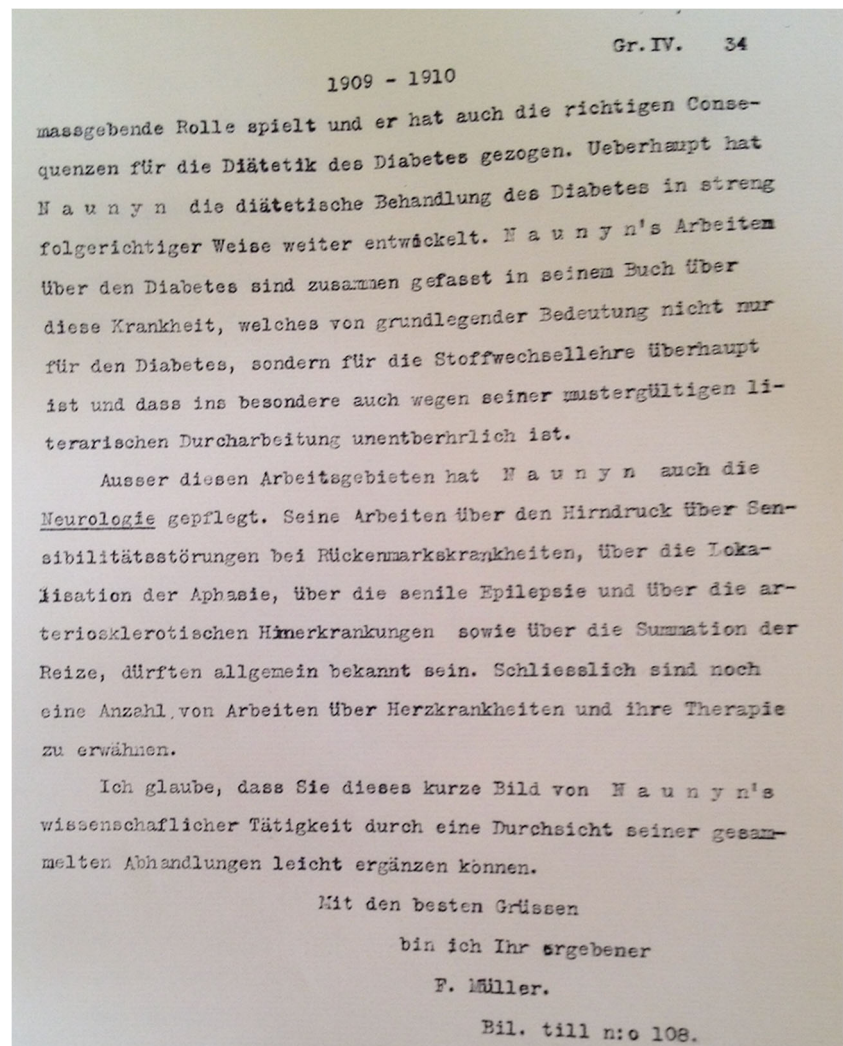 Gr.IV. 34
1909 - 1910
massgebende Rolle spielt und er hat auch die richtigen Conse-
quenzen für die Diätetik des Diabetes gezogen. Ueberhaupt hat
N a u n y n die diätetische Behandlung des Diabetes in streng
folgerichtiger Weise weiter entwickelt. N a u n y n's Arbeiten
über den Diabetes sind zusammen gefasst in seinem Buch über
diese Krankheit, welches von grundlegender Bedeutung nicht nur
für den Diabetes, sondern für die Stoffwechsellehre überhaupt
ist und dass ins besondere auch wegen seiner mustergültigen li-
terarischen Durcharbeitung unentberhrlich ist.
Ausser diesen Arbeitsgebieten hat N a u n y n auch die
Neurologie gepflegt. Seine Arbeiten über den Hirndruck über Sen-
sibilitätsstörungen bei Rückenmarkskrankheiten, über die Loka-
lisation der Aphasie, über die senile Epilepsie und über die ar-
teriosklerotischen Hirnerkrankungen sowie über die Summation der
Reize, dürften allgemein bekannt sein. Schliesslich sind noch
eine Anzahl von Arbeiten über Herzkrankheiten und ihre Therapie
zu erwähnen.
Ich glaube, dass Sie dieses kurze Bild von N a u n y n's
wissenschaflicher Tätigkeit durch eine Durchsicht seiner gesam-
melten Abhandlungen leicht ergänzen können.
Mit den besten Grüssen
bin ich Ihr ergebener
F. Müller.
Bil. till n:o 108.